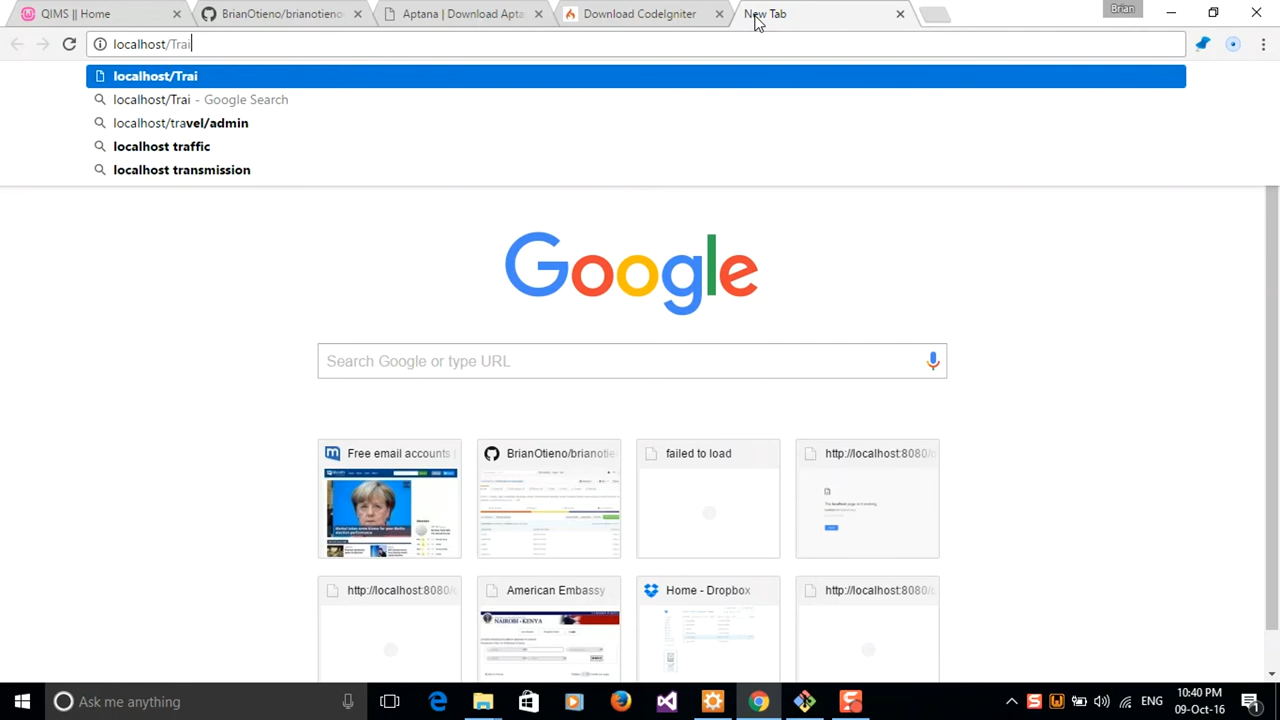 QIMS || Home
BrianOtieno/brianotieno
Aptana | Download Apta
Download CodeIgniter
New Tab
Brian
localhost/Trai
localhost/Trai
localhost/Trai - Google Search
localhost/travel/admin
localhost traffic
localhost transmission
Google
Search Google or type URL
Free email accounts |
BrianOtieno/brianotie
failed to load
http://localhost:8080/
http://localhost:8080/
American Embassy
Home - Dropbox
http://localhost:8080/
NAIROBI - KENYA
Ask me anything
ENG
10:40 PM
09-Oct-16
1